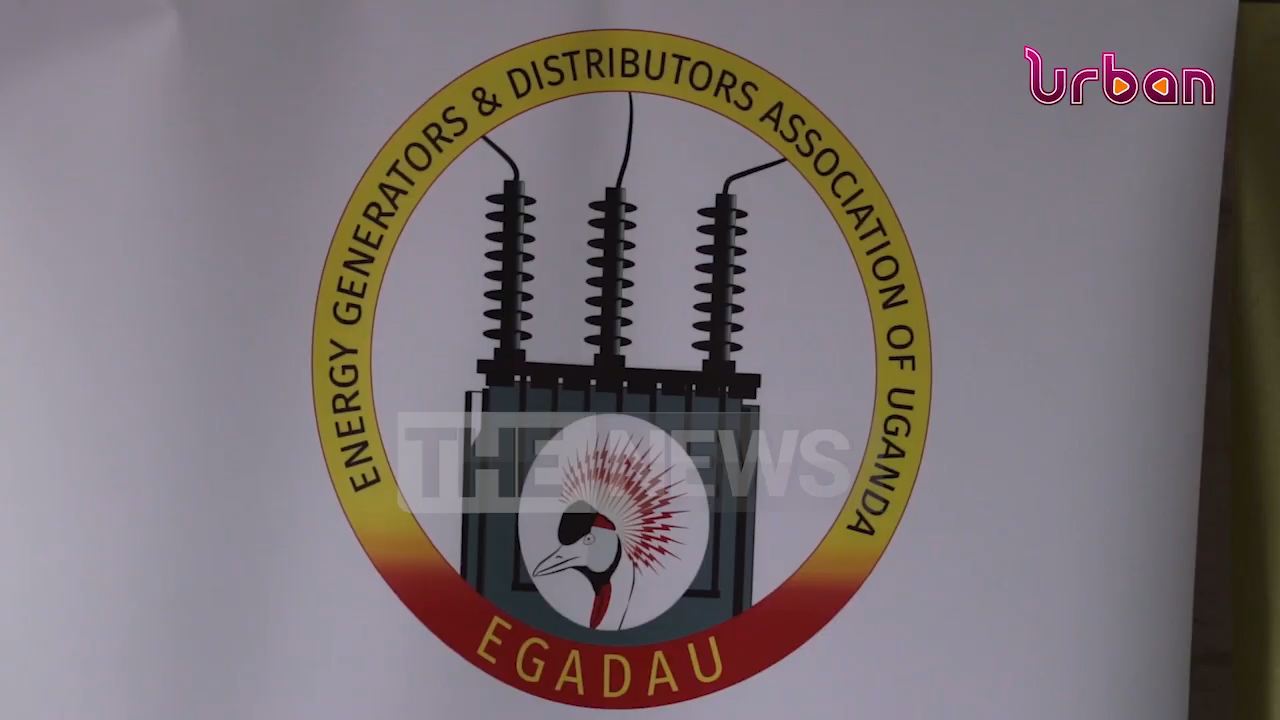 urban
ENERGY GENERATORS & DISTRIBUTORS ASSOCIATION OF UGANDA
THE NEWS
EGADAU